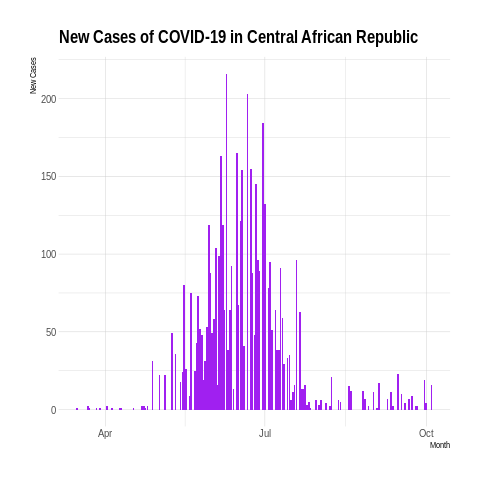 New Cases of COVID-19 in Central African Republic
New Cases
200
150
100
50
0
Apr Jul Oct
Month